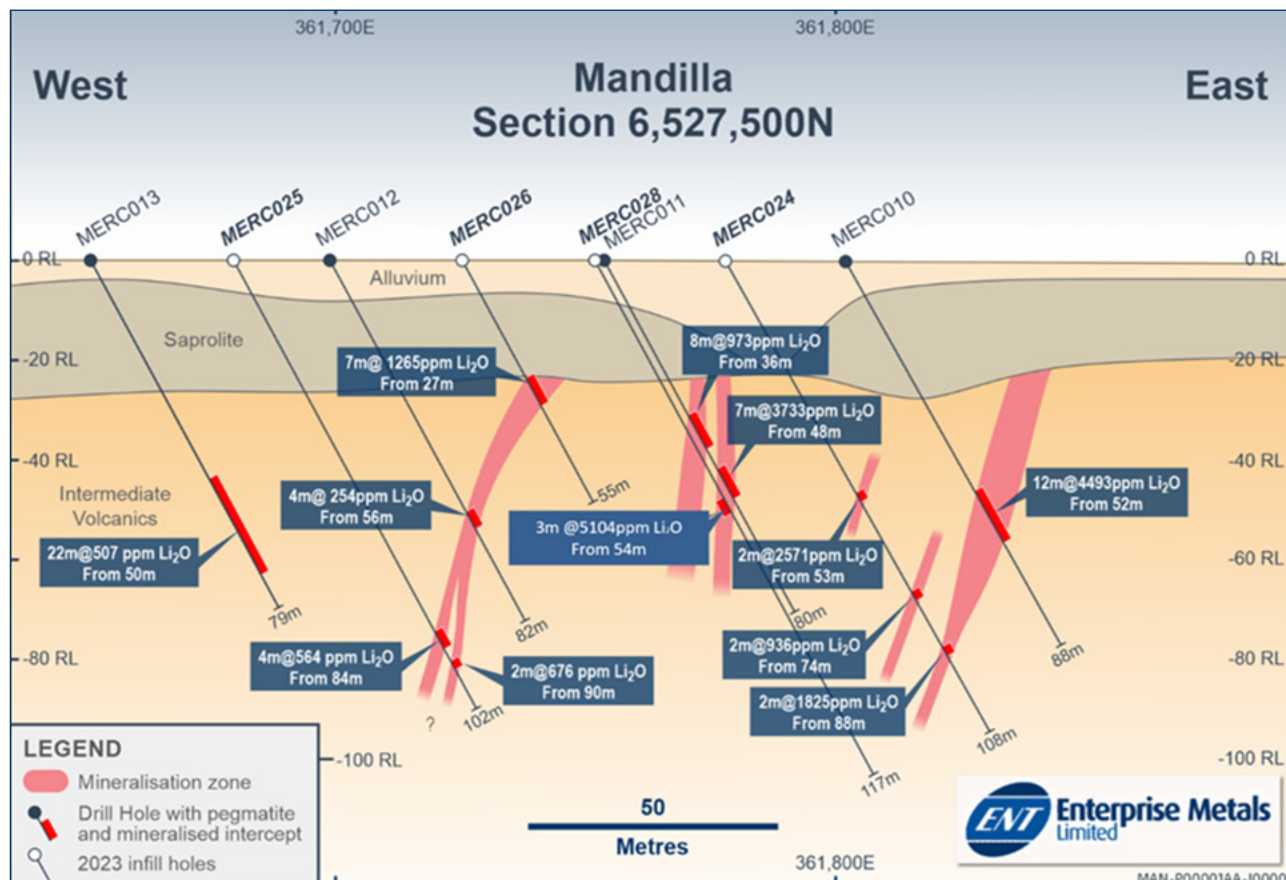 361,700E
361,800E
West
Mandilla
Section 6,527,500N
East
MERC013
MERC025
MERC012
MERC026
MERC028
MERC011
MERC024
MERC010
0 RL
0 RL
Alluvium
Saprolite
-20 RL
-20 RL
7m@ 1265ppm Li₂O
From 27m
8m@973ppm Li₂O
From 36m
7m@3733ppm Li₂O
From 48m
-40 RL
-40 RL
Intermediate
Volcanics
4m@ 254ppm Li₂O
From 56m
55m
12m@4493ppm Li₂O
From 52m
3m @5104ppm Li₂O
From 54m
22m@507 ppm Li₂O
From 50m
2m@2571ppm Li₂O
From 53m
-60 RL
-60 RL
79m
82m
80m
88m
4m@564 ppm Li₂O
From 84m
2m@676 ppm Li₂O
From 90m
2m@936ppm Li₂O
From 74m
-80 RL
-80 RL
2m@1825ppm Li₂O
From 88m
?
102m
108m
117m
-100 RL
-100 RL
LEGEND
Mineralisation zone
Drill Hole with pegmatite
and mineralised intercept
2023 infill holes
50
Metres
361,800E
ENT
Enterprise Metals
Limited